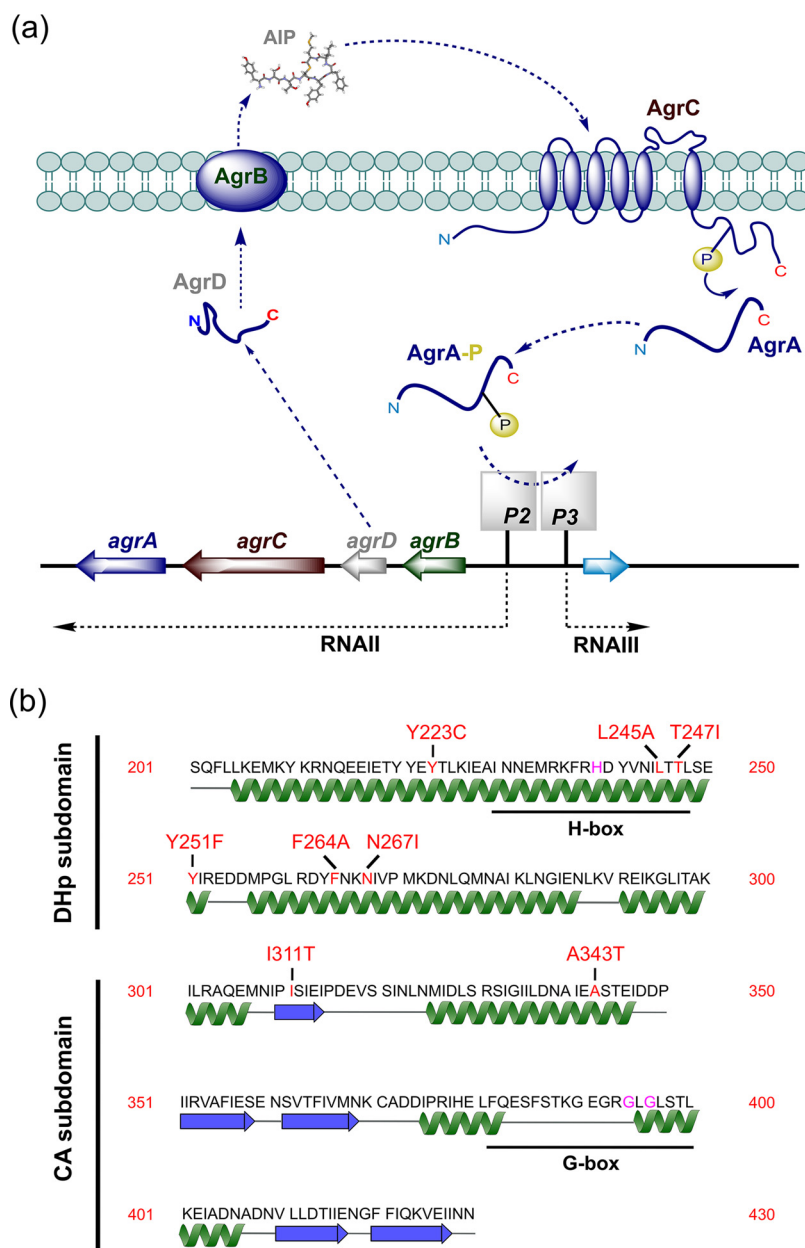 (a)
AIP
AgrC
AgrB
N
P
C
AgrD
N
C
C
AgrA
N
AgrA-P
C
N
P
P2
P3
agrA
agrC
agrD
agrB
RNAII
RNAIII
(b)
DHp subdomain
Y223C
L245A
T247I
201 SQFLLKEMKY KRNQEEIETY YEYTLKIEAI NNEMRKFRHD YVNILTTLSE 250
H-box
Y251F
F264A
N267I
251 YIREDDMPGL RDYFNKNIVP MKDNLQMNAI KLNGIENLKV REIKGLITAK 300
CA subdomain
I311T
A343T
301 ILRAQEMNIP ISIEIPDEVSS SINLNMIDLS RSIGIILDNA IEASTEIDDP 350
351 IIRVAFIESE NSVTFIVMNK CADDIPRIHE LFQESFSTKG EGRGLGLSTL 400
G-box
401 KEIADNADNV LLDTIIENGF FIQKVEIINN 430